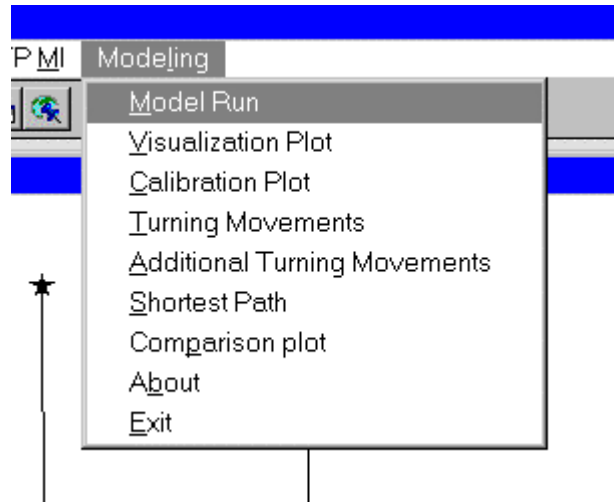 TP MI Modeling
Model Run
Visualization Plot
Calibration Plot
Turning Movements
Additional Turning Movements
Shortest Path
Comparison plot
About
Exit